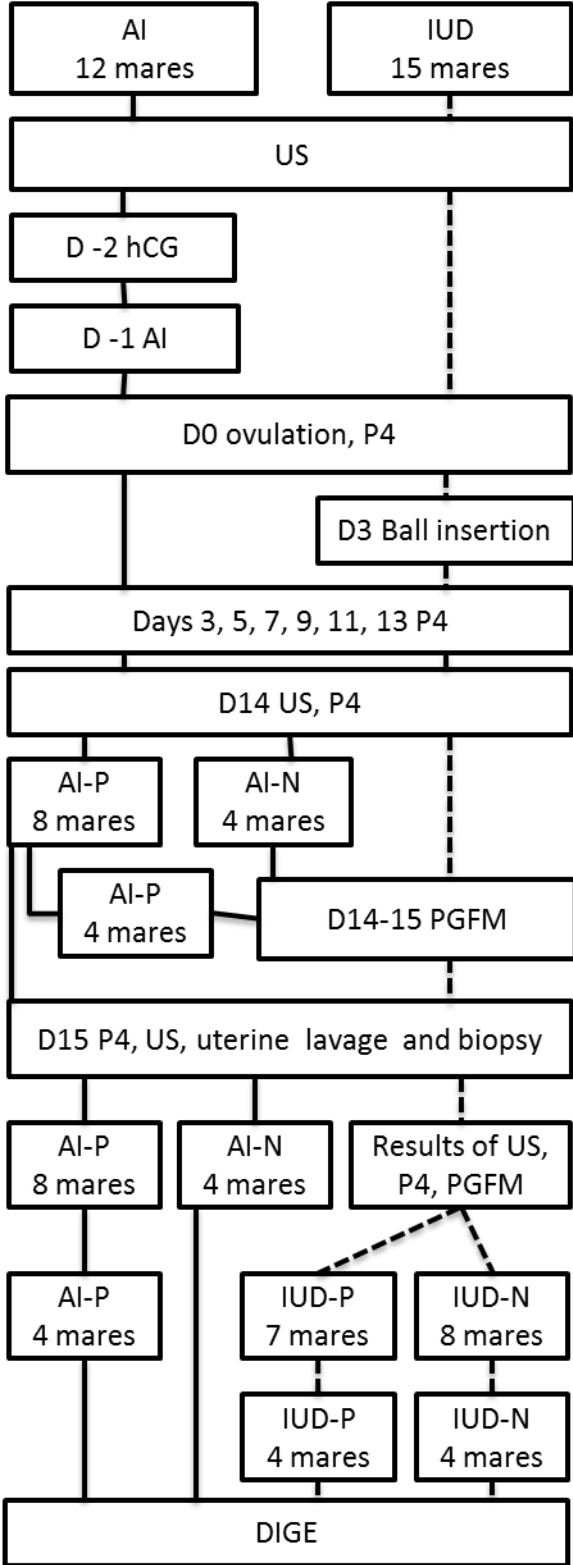 AI
12 mares
IUD
15 mares
US
D -2 hCG
D -1 AI
D0 ovulation, P4
D3 Ball insertion
Days 3, 5, 7, 9, 11, 13 P4
D14 US, P4
AI-P
8 mares
AI-N
4 mares
AI-P
4 mares
D14-15 PGFM
D15 P4, US, uterine lavage and biopsy
AI-P
8 mares
AI-N
4 mares
Results of US,
P4, PGFM
AI-P
4 mares
IUD-P
7 mares
IUD-N
8 mares
IUD-P
4 mares
IUD-N
4 mares
DIGE